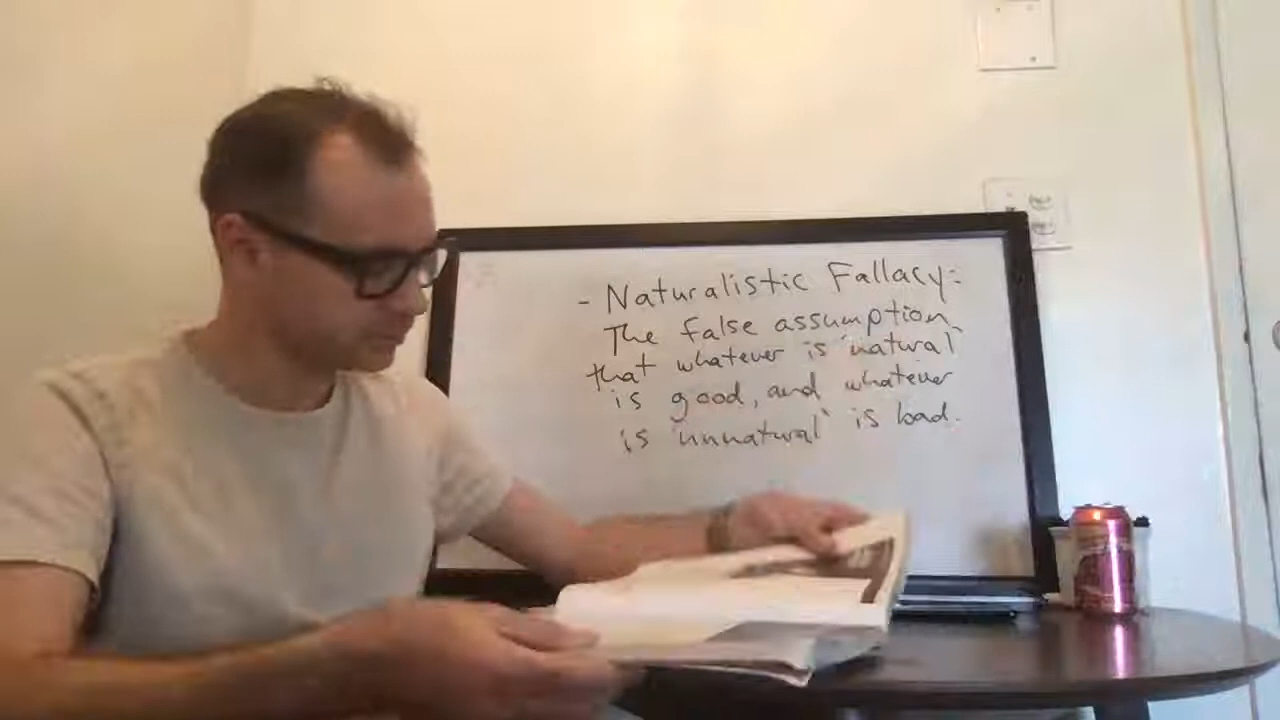 - Naturalistic Fallacy:
The false assumption
that whatever is 'natural'
is good, and whatever
is 'unnatural' is bad.